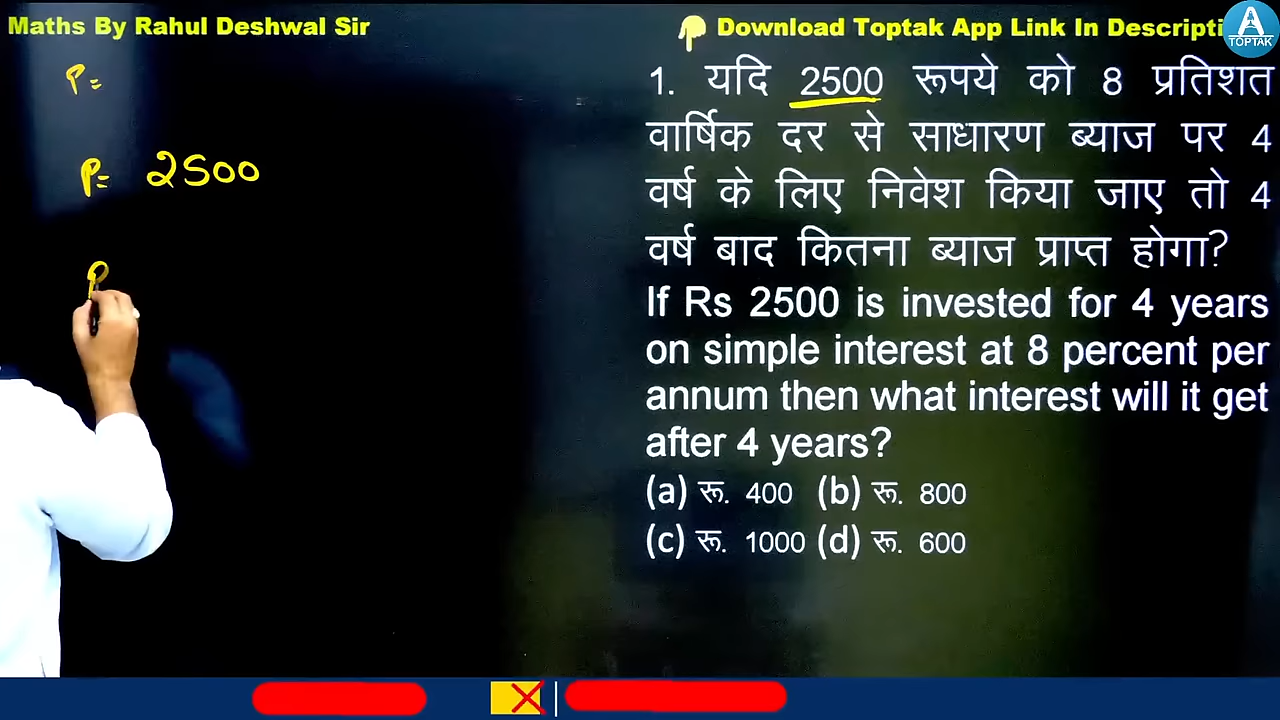 Maths By Rahul Deshwal Sir
Download Toptak App Link In Descripti
A
TOPTAK
P=
P= 2500
1. यदि 2500 रूपये को 8 प्रतिशत
वार्षिक दर से साधारण ब्याज पर 4
वर्ष के लिए निवेश किया जाए तो 4
वर्ष बाद कितना ब्याज प्राप्त होगा?
If Rs 2500 is invested for 4 years
on simple interest at 8 percent per
annum then what interest will it get
after 4 years?
(a) रू. 400 (b) रू. 800
(c) रू. 1000 (d) रू. 600